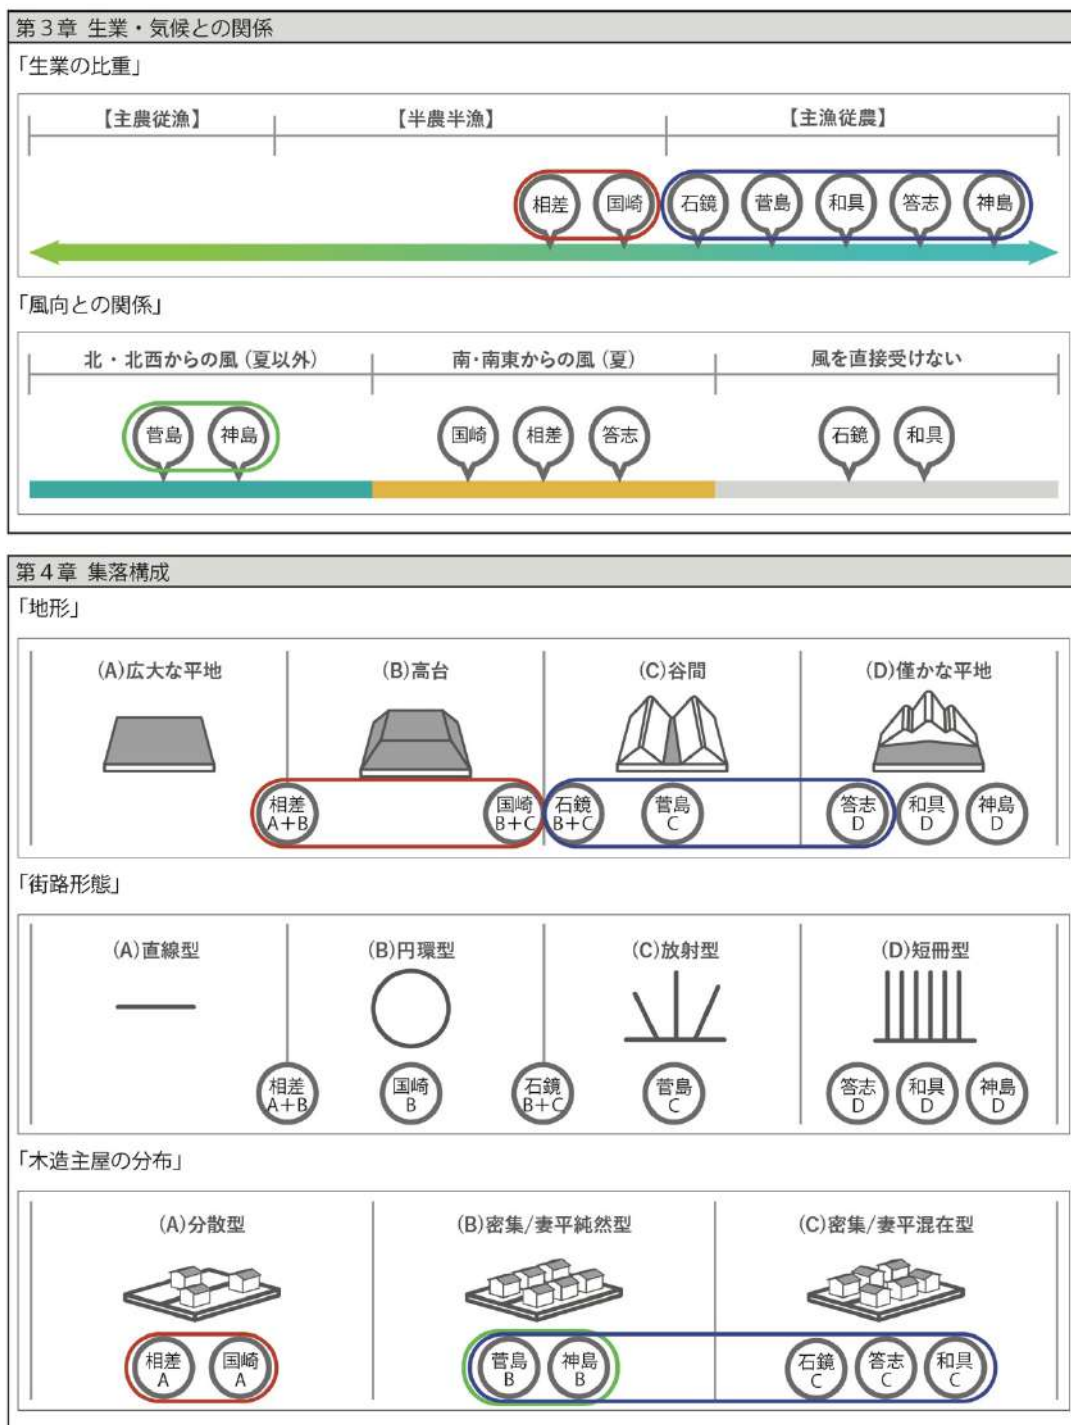 第3章 生業・気候との関係
「生業の比重」
【主農従漁】 【半農半漁】 【主漁従農】
相差 国崎 石鏡 菅島 和具 答志 神島
「風向との関係」
北・北西からの風(夏以外) 南・南東からの風(夏) 風を直接受けない
菅島 神島 国崎 相差 答志 石鏡 和具
第4章 集落構成
「地形」
(A)広大な平地 (B)高台 (C)谷間 (D)僅かな平地
相差 国崎 石鏡 菅島 答志 和具 神島
A+B B+C B+C C D D D
「街路形態」
(A)直線型 (B)円環型 (C)放射型 (D)短冊型
相差 国崎 石鏡 菅島 答志 和具 神島
A+B B B+C C D D D
「木造主屋の分布」
(A)分散型 (B)密集/妻平純然型 (C)密集/妻平混在型
相差 国崎 菅島 神島 石鏡 答志 和具
A A B B C C C